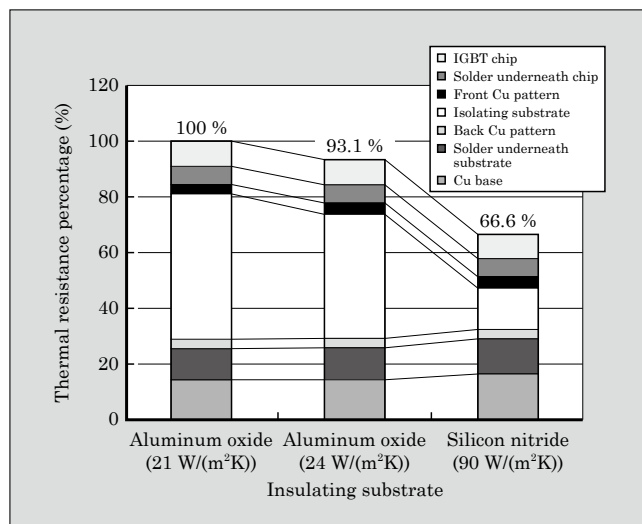 IGBT chip
Solder underneath chip
Front Cu pattern
Isolating substrate
Back Cu pattern
Solder underneath
substrate
Cu base
Thermal resistance percentage (%)
120
100
80
60
40
20
0
100 %
93.1 %
66.6 %
Aluminum oxide
(21 W/(m²K))
Aluminum oxide
(24 W/(m²K))
Silicon nitride
(90 W/(m²K))
Insulating substrate